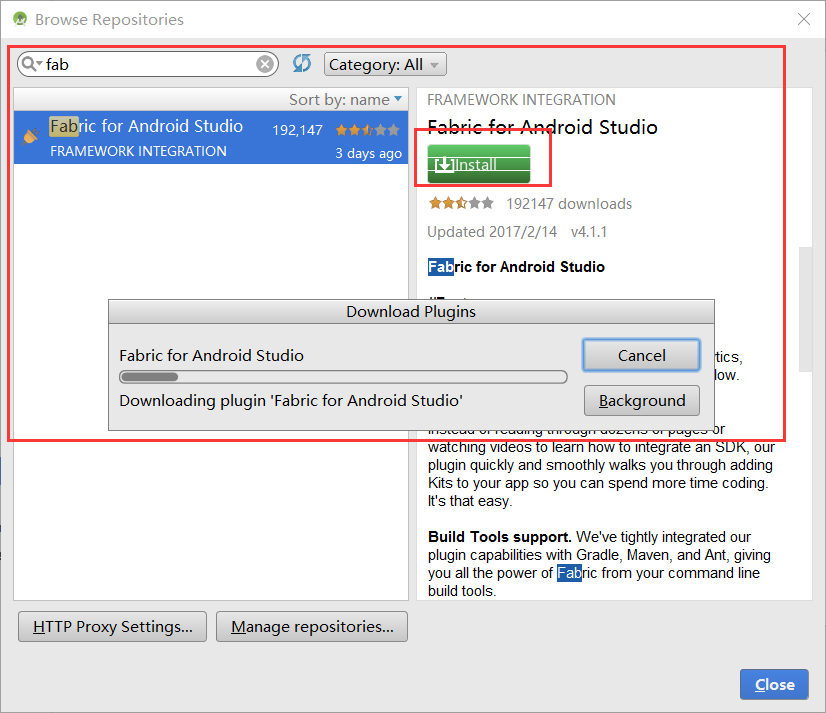 Browse Repositories
fab
Category: All
Sort by: name
Fabric for Android Studio
192,147
FRAMEWORK INTEGRATION
3 days ago
FRAMEWORK INTEGRATION
Fabric for Android Studio
Install
192147 downloads
Updated 2017/2/14 v4.1.1
Fabric for Android Studio
Download Plugins
Fabric for Android Studio
Cancel
Downloading plugin 'Fabric for Android Studio'
Background
instead of reading through dozens of pages or
watching videos to learn how to integrate an SDK, our
plugin quickly and smoothly walks you through adding
Kits to your app so you can spend more time coding.
It's that easy.
Build Tools support. We've tightly integrated our
plugin capabilities with Gradle, Maven, and Ant, giving
you all the power of Fabric from your command line
build tools.
HTTP Proxy Settings...
Manage repositories...
Close